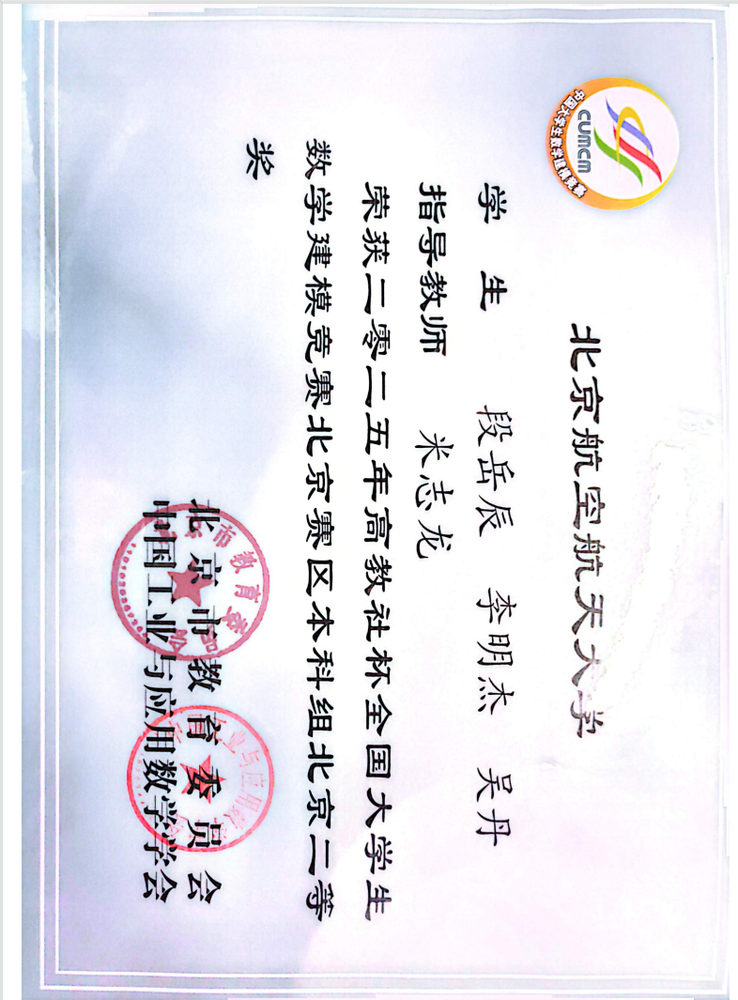 CUMCM
北京航空航天大学
学 生 段岳辰 李明杰 吴丹
指导教师 米志龙
荣获二零二五年高教社杯全国大学生
数学建模竞赛北京赛区本科组北京二等
奖
北京市教育委员会
中国工业与应用数学学会